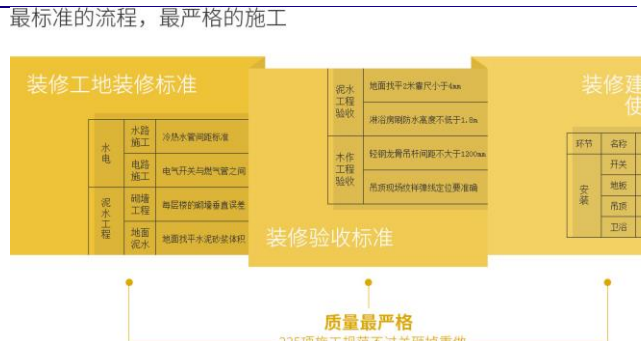 最标准的流程，最严格的施工
装修工地装修标准
水电
水路施工
冷热水管间距标准
电路施工
电气开关与燃气管之间
泥水工程
砌墙工程
每层楼的砌墙垂直误差
地面泥水
地面找平水泥砂浆体积
泥水工程验收
地面找平2米靠尺小于4mm
淋浴房刷防水高度不低于1.8m
木作工程验收
轻钢龙骨吊杆间距不大于1200mm
吊顶现场放样弹线定位要准确
装修验收标准
装修建
使
环节
名称
安装
开关
地板
吊顶
卫浴
质量最严格